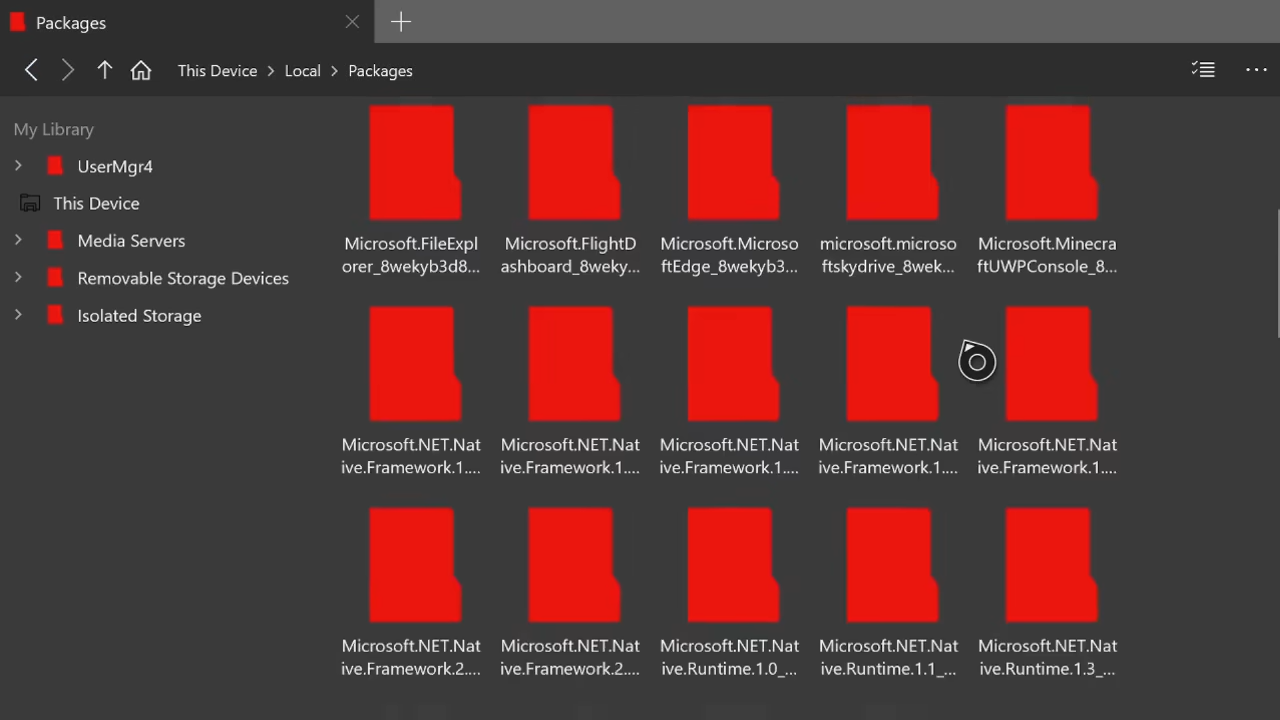 Packages
This Device > Local > Packages
My Library
UserMgr4
This Device
Media Servers
Removable Storage Devices
Isolated Storage
Microsoft.FileExpl
orer_8wekyb3d8...
Microsoft.FlightD
ashboard_8weky...
Microsoft.Microso
ftEdge_8wekyb3...
microsoft.microso
ftskydrive_8wek...
Microsoft.Minecra
ftUWPConsole_8...
Microsoft.NET.Nat
ive.Framework.1....
Microsoft.NET.Nat
ive.Framework.1....
Microsoft.NET.Nat
ive.Framework.1....
Microsoft.NET.Nat
ive.Framework.1....
Microsoft.NET.Nat
ive.Framework.1....
Microsoft.NET.Nat
ive.Framework.2....
Microsoft.NET.Nat
ive.Framework.2....
Microsoft.NET.Nat
ive.Runtime.1.0_...
Microsoft.NET.Nat
ive.Runtime.1.1_...
Microsoft.NET.Nat
ive.Runtime.1.3_...